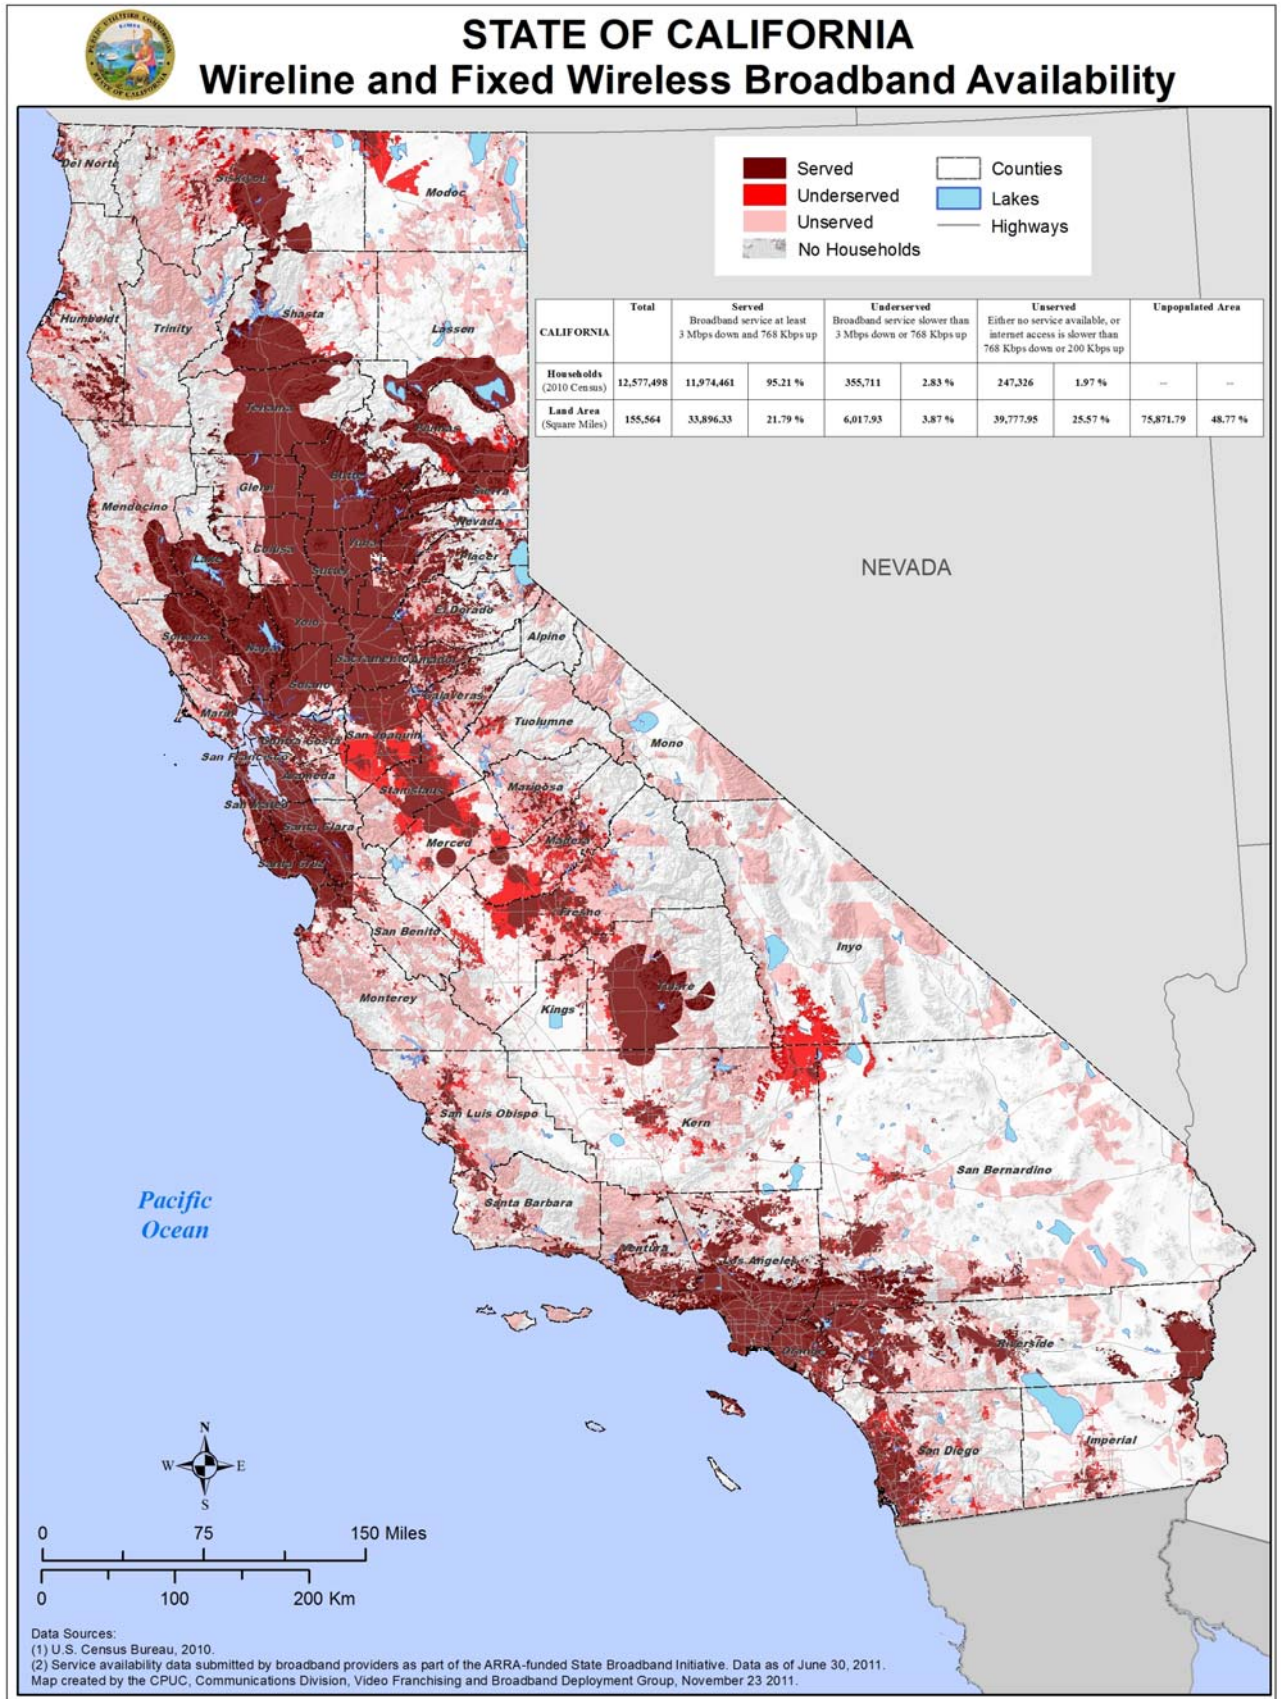 STATE OF CALIFORNIA
Wireline and Fixed Wireless Broadband Availability
Served
Underserved
Unserved
No Households
Counties
Lakes
Highways
CALIFORNIA
Total
Served
Broadband service at least
3 Mbps down and 768 Kbps up
Underserved
Broadband service slower than
3 Mbps down or 768 Kbps up
Unserved
Either no service available, or
internet access is slower than
768 Kbps down or 200 Kbps up
Unpopulated Area
Households
(2010 Census)
12,577,498 11,974,461 95.21 % 355,711 2.83 % 247,326 1.97 % -- --
Land Area
(Square Miles)
155,564 33,896.33 21.79 % 6,017.93 3.87 % 39,777.95 25.57 % 75,871.79 48.77 %
Del Norte
Siskiyou
Modoc
Humboldt
Trinity
Shasta
Lassen
Tehama
Plumas
Glenn
Butte
Sierra
Mendocino
Nevada
Colusa
Yuba
Placer
Lake
Sutter
NEVADA
El Dorado
Yolo
Sonoma
Alpine
Napa
Sacramento
Amador
Solano
Calaveras
Marin
Tuolumne
San Joaquin
Contra Costa
Mono
San Francisco
Alameda
Stanislaus
Mariposa
San Mateo
Santa Clara
Merced
Madera
Santa Cruz
Fresno
San Benito
Inyo
Tulare
Monterey
Kings
San Luis Obispo
Kern
San Bernardino
Pacific
Ocean
Santa Barbara
Ventura
Los Angeles
Orange
Riverside
Imperial
San Diego
N
W E
S
0 75 150 Miles
0 100 200 Km
Data Sources:
(1) U.S. Census Bureau, 2010.
(2) Service availability data submitted by broadband providers as part of the ARRA-funded State Broadband Initiative. Data as of June 30, 2011.
Map created by the CPUC, Communications Division, Video Franchising and Broadband Deployment Group, November 23 2011.